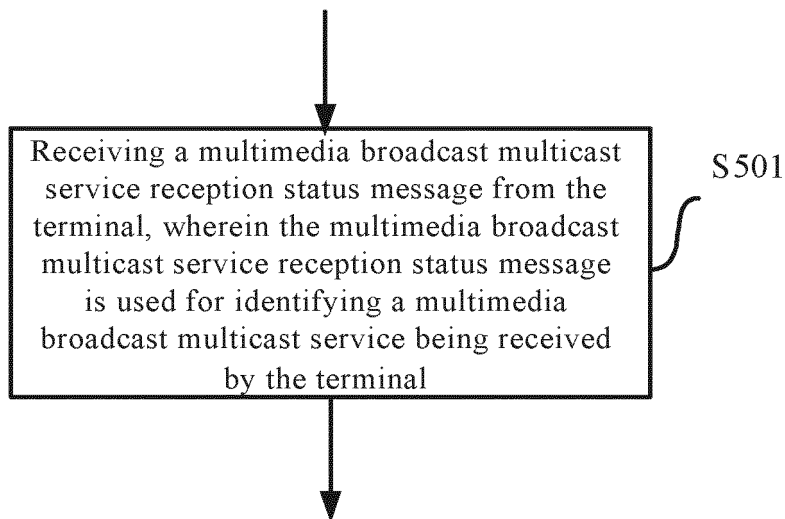 Receiving a multimedia broadcast multicast
service reception status message from the
terminal, wherein the multimedia broadcast
multicast service reception status message
is used for identifying a multimedia
broadcast multicast service being received
by the terminal
S501